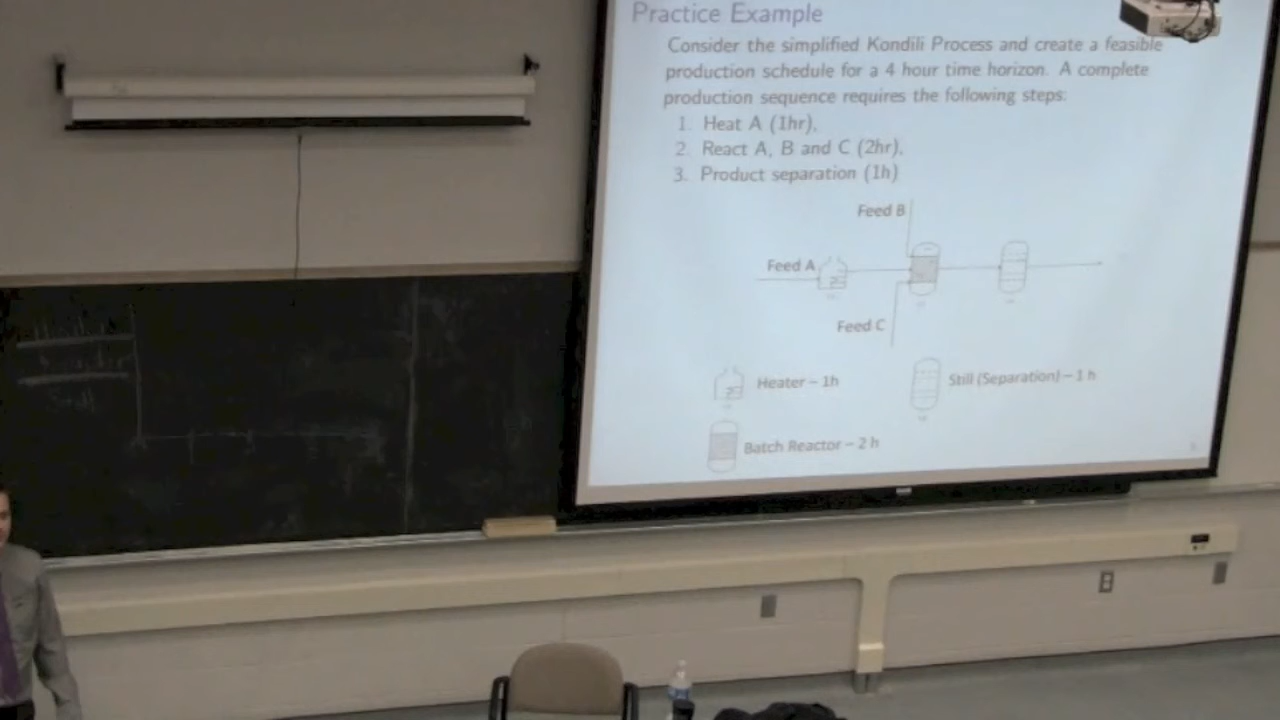 Practice Example
Consider the simplified Kondili Process and create a feasible
production schedule for a 4 hour time horizon. A complete
production sequence requires the following steps:
1. Heat A (1hr),
2. React A, B and C (2hr),
3. Product separation (1h)
Feed B
Feed A
Feed C
Heater – 1h
Still (Separation) – 1 h
Batch Reactor – 2 h